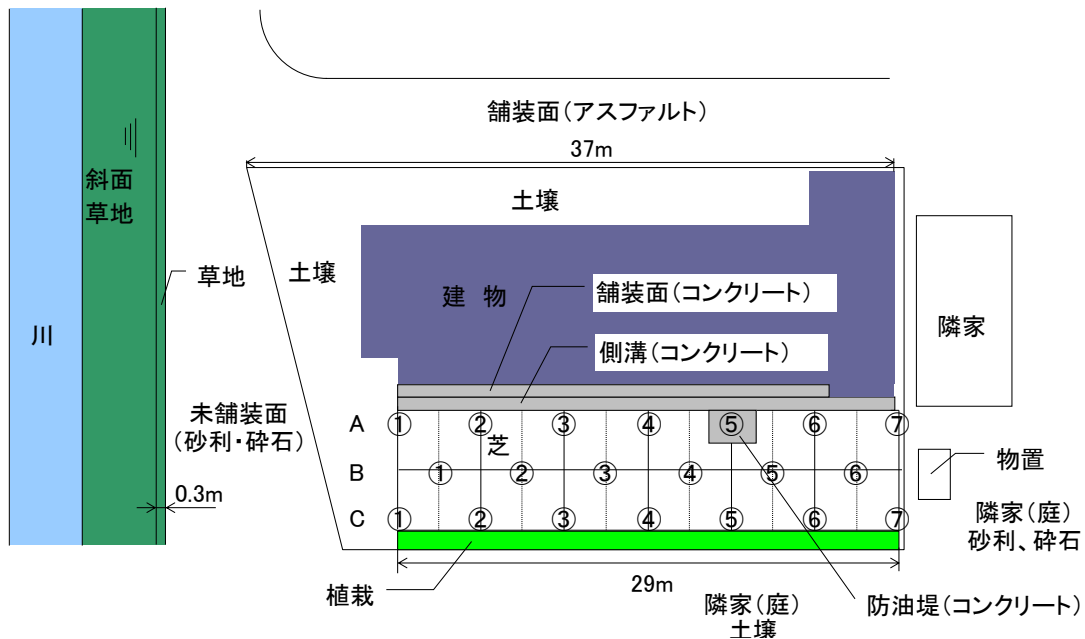 舗装面（アスファルト）
37m
斜面
草地
土壌
草地
土壌
建 物
舗装面（コンクリート）
川
隣家
側溝（コンクリート）
未舗装面
（砂利・砕石）
A ① ② ③ ④ ⑤ ⑥ ⑦
芝
B ① ② ③ ④ ⑤ ⑥
物置
0.3m
C ① ② ③ ④ ⑤ ⑥ ⑦
隣家（庭）
砂利、砕石
29m
植栽
隣家（庭）
土壌
防油堤（コンクリート）